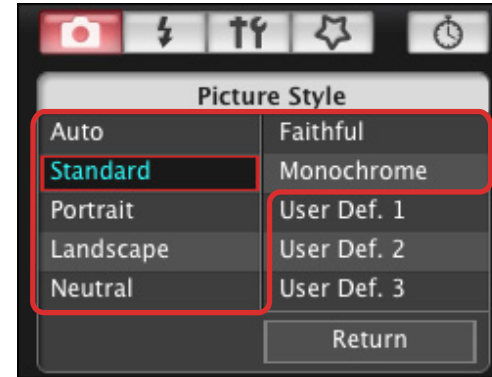 Picture Style
Auto
Standard
Portrait
Landscape
Neutral
Faithful
Monochrome
User Def. 1
User Def. 2
User Def. 3
Return